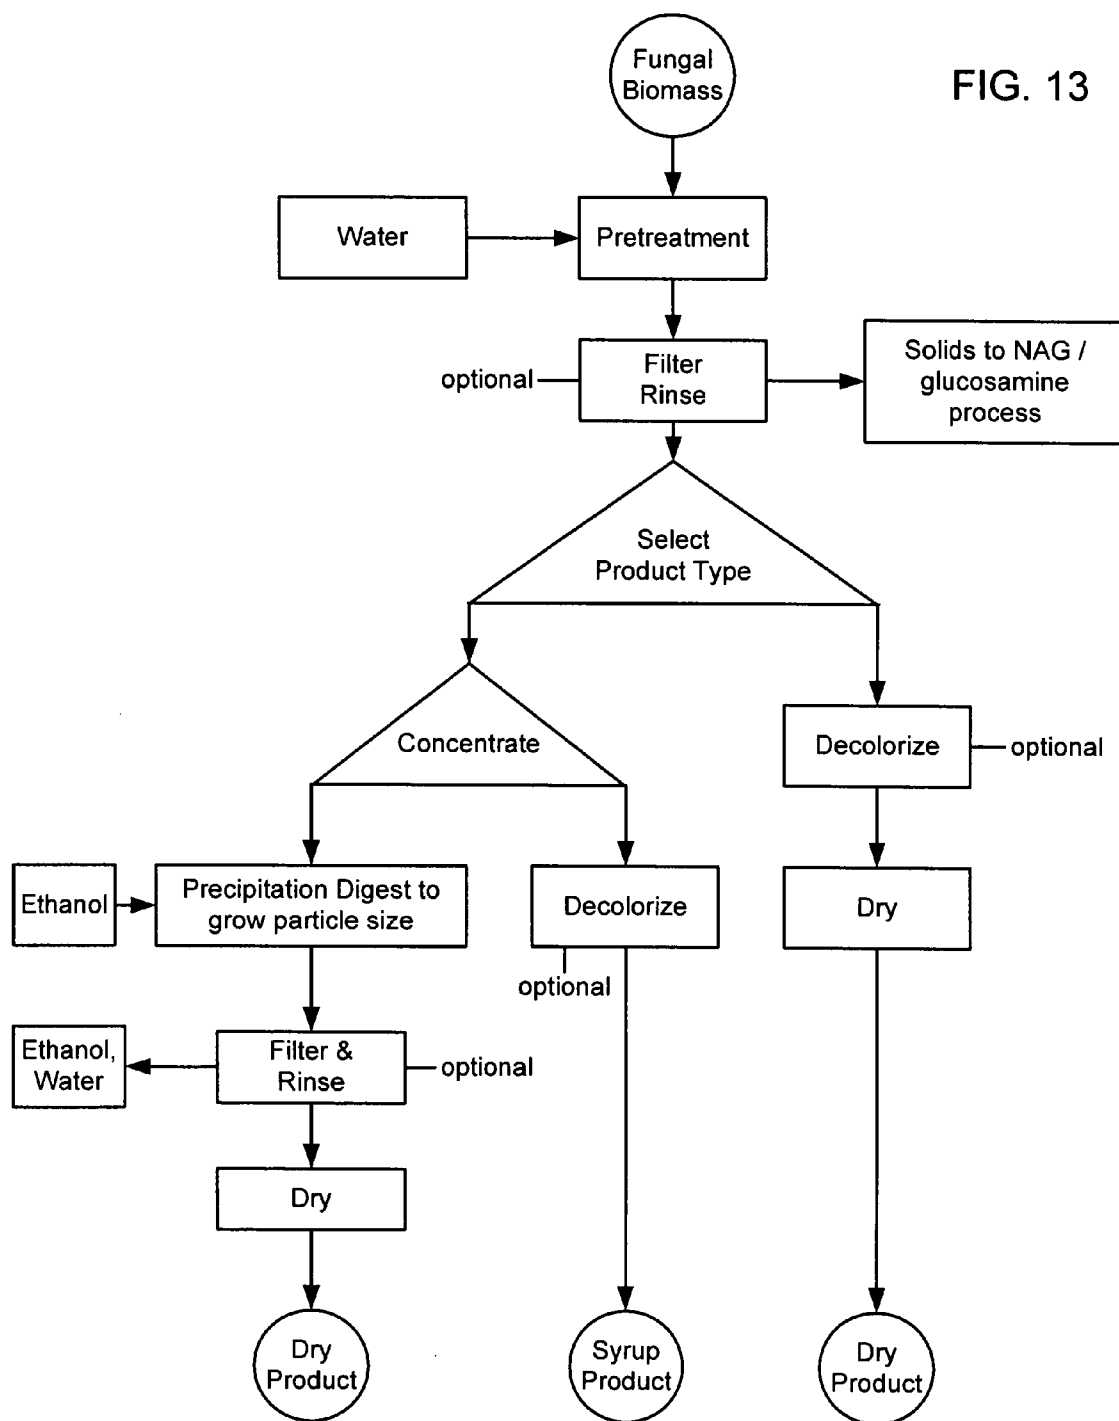 Fungal
Biomass
FIG. 13
Water
Pretreatment
optional
Filter
Rinse
Solids to NAG /
glucosamine
process
Select
Product Type
Concentrate
Decolorize
optional
Ethanol
Precipitation Digest to
grow particle size
Decolorize
Dry
optional
Ethanol,
Water
Filter &
Rinse
optional
Dry
Dry
Product
Syrup
Product
Dry
Product